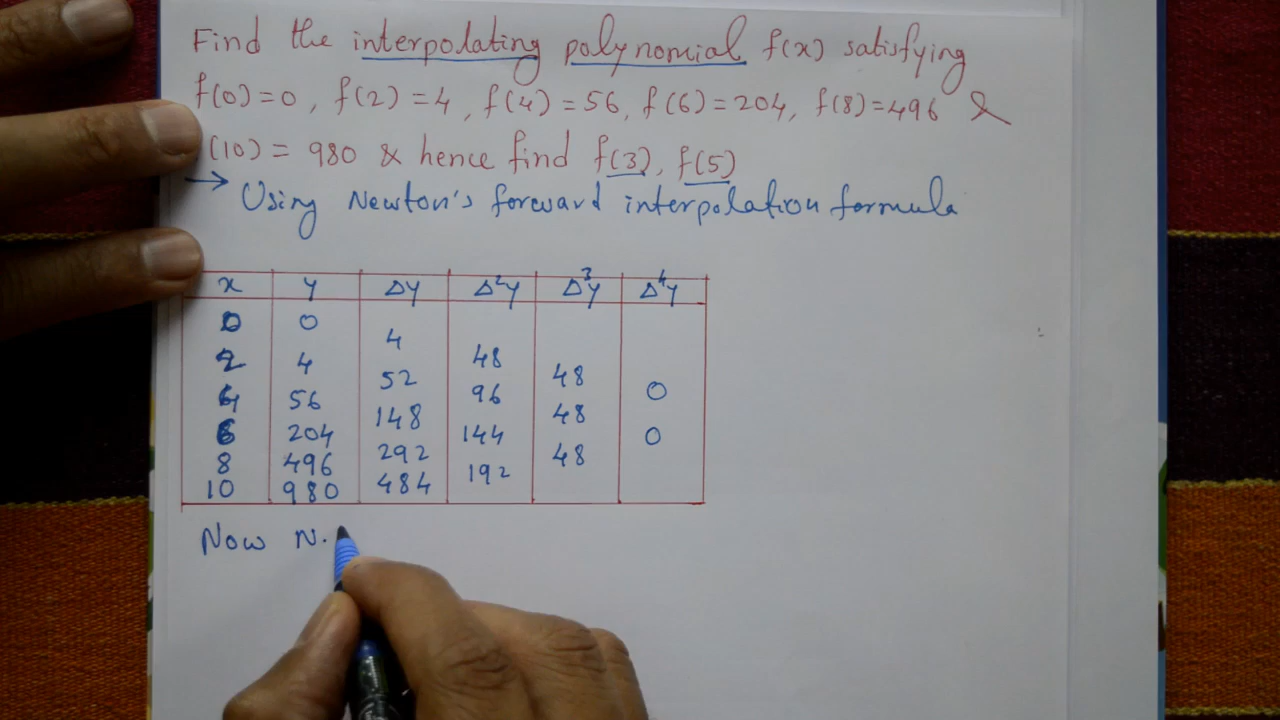 Find the interpolating polynomial f(x) satisfying
f(0)=0, f(2)=4, f(4)=56, f(6)=204, f(8)=496 &
(10)= 980 & hence find f(3), f(5)
→ Using Newton's forward interpolation formula
x y Δy Δ²y Δ³y Δ⁴y
0 0
4
2 4 48
52 48
4 56 96 0
148 48
6 204 144 0
292 48
8 496 192
484
10 980
Now N.